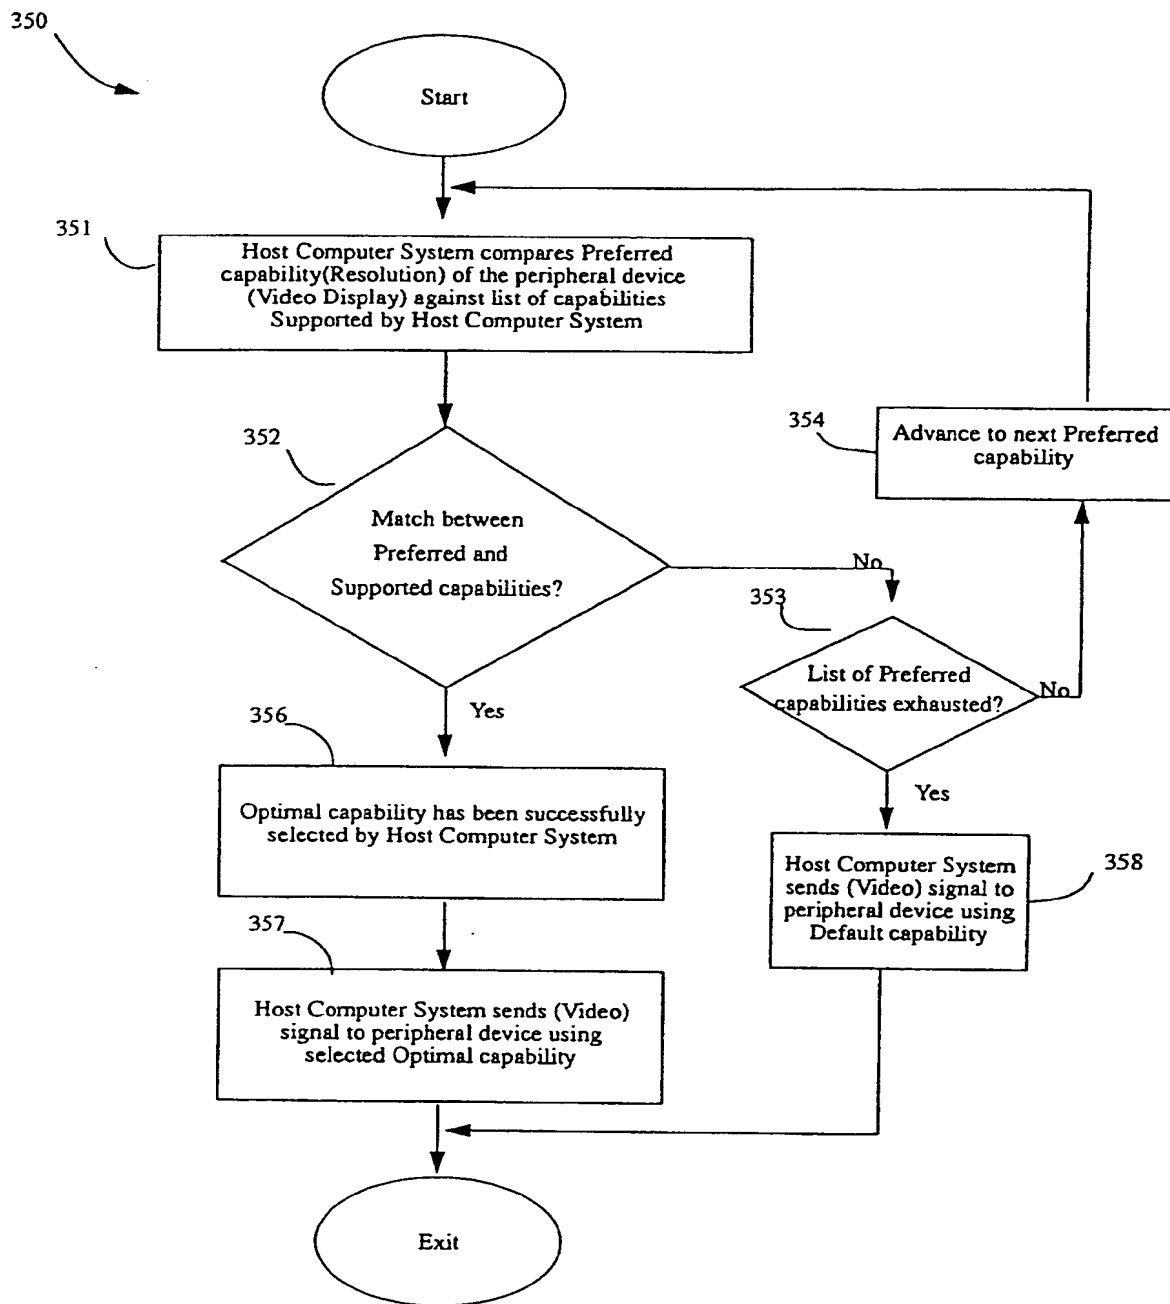 350
Start
351
Host Computer System compares Preferred
capability(Resolution) of the peripheral device
(Video Display) against list of capabilities
Supported by Host Computer System
352
Match between
Preferred and
Supported capabilities?
No
354
Advance to next Preferred
capability
353
List of Preferred
capabilities exhausted?
No
Yes
356
Optimal capability has been successfully
selected by Host Computer System
Yes
358
Host Computer System
sends (Video) signal to
peripheral device using
Default capability
357
Host Computer System sends (Video)
signal to peripheral device using
selected Optimal capability
Exit